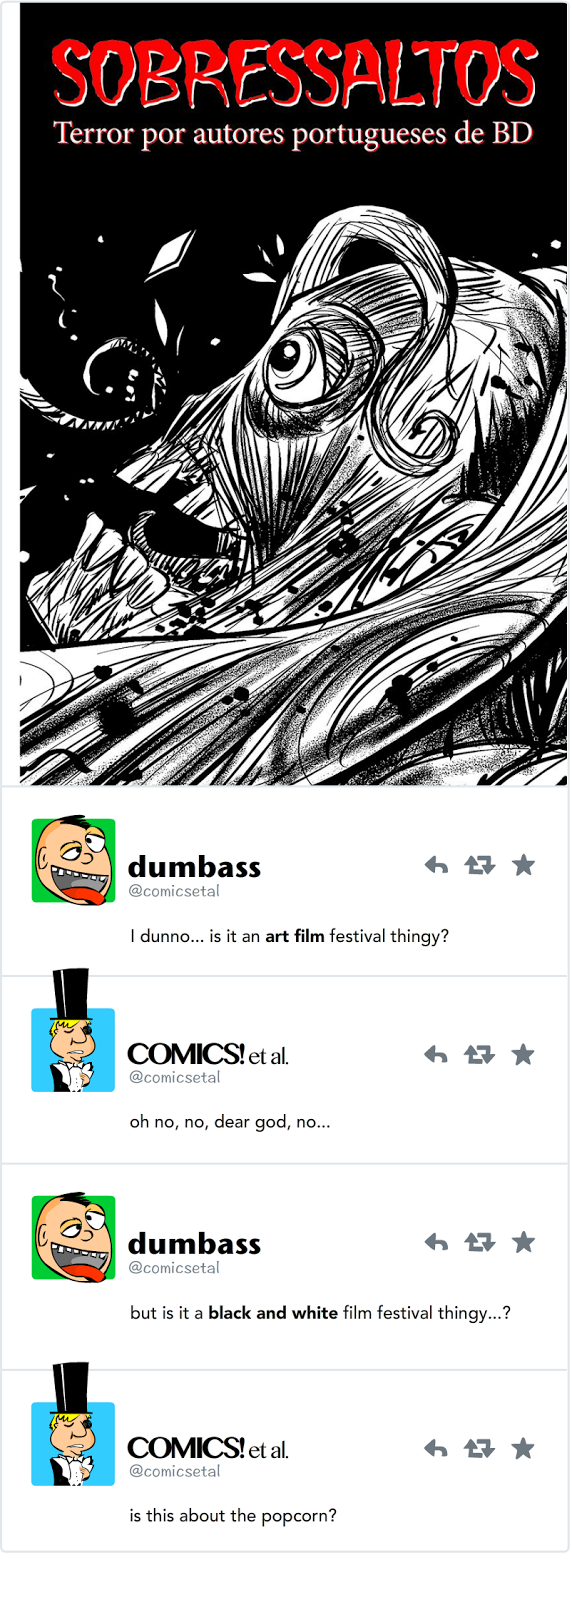 SOBRESSALTOS
Terror por autores portugueses de BD
dumbass
@comicsetal
I dunno... is it an art film festival thingy?
COMICS! et al.
@comicsetal
oh no, no, dear god, no...
dumbass
@comicsetal
but is it a black and white film festival thingy...?
COMICS! et al.
@comicsetal
is this about the popcorn?